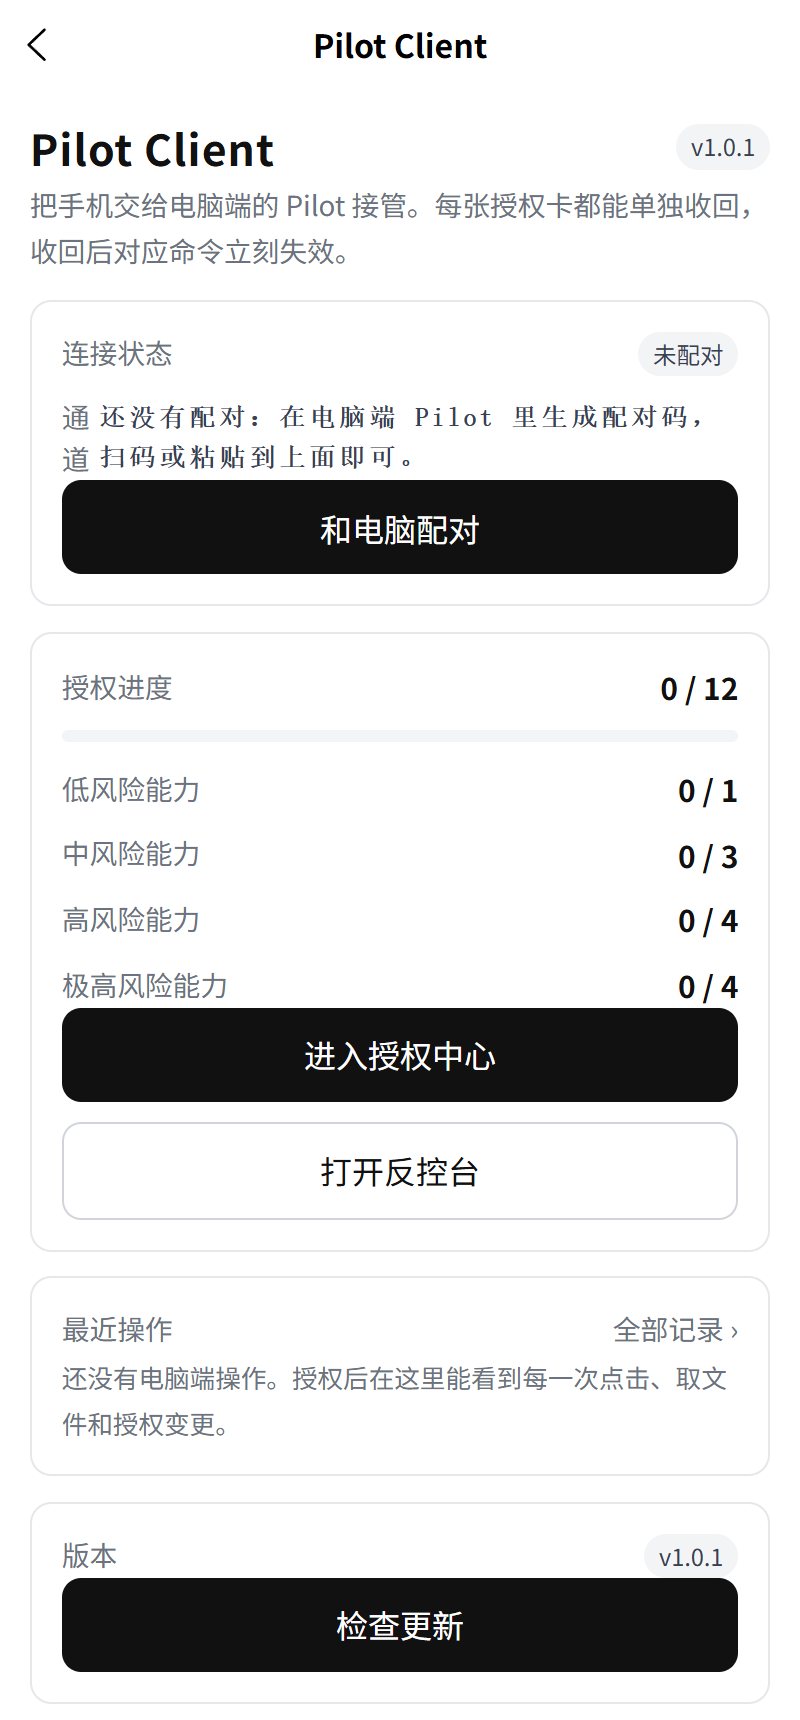 Pilot Client
Pilot Client
v1.0.1
把手机交给电脑端的 Pilot 接管。每张授权卡都能单独收回，
收回后对应命令立刻失效。
连接状态
未配对
通道
还没有配对：在电脑端 Pilot 里生成配对码，
扫码或粘贴到上面即可。
和电脑配对
授权进度
0 / 12
低风险能力
0 / 1
中风险能力
0 / 3
高风险能力
0 / 4
极高风险能力
0 / 4
进入授权中心
打开反控台
最近操作
全部记录 ›
还没有电脑端操作。授权后在这里能看到每一次点击、取文
件和授权变更。
版本
v1.0.1
检查更新